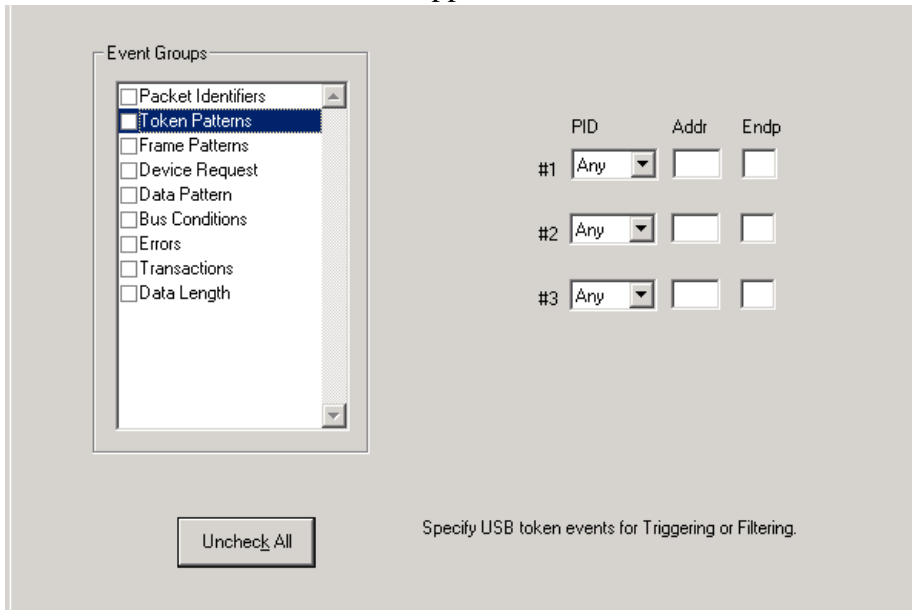 Event Groups
Packet Identifiers
Token Patterns
Frame Patterns
Device Request
Data Pattern
Bus Conditions
Errors
Transactions
Data Length
PID Addr Endp
#1 Any
#2 Any
#3 Any
Uncheck All
Specify USB token events for Triggering or Filtering.